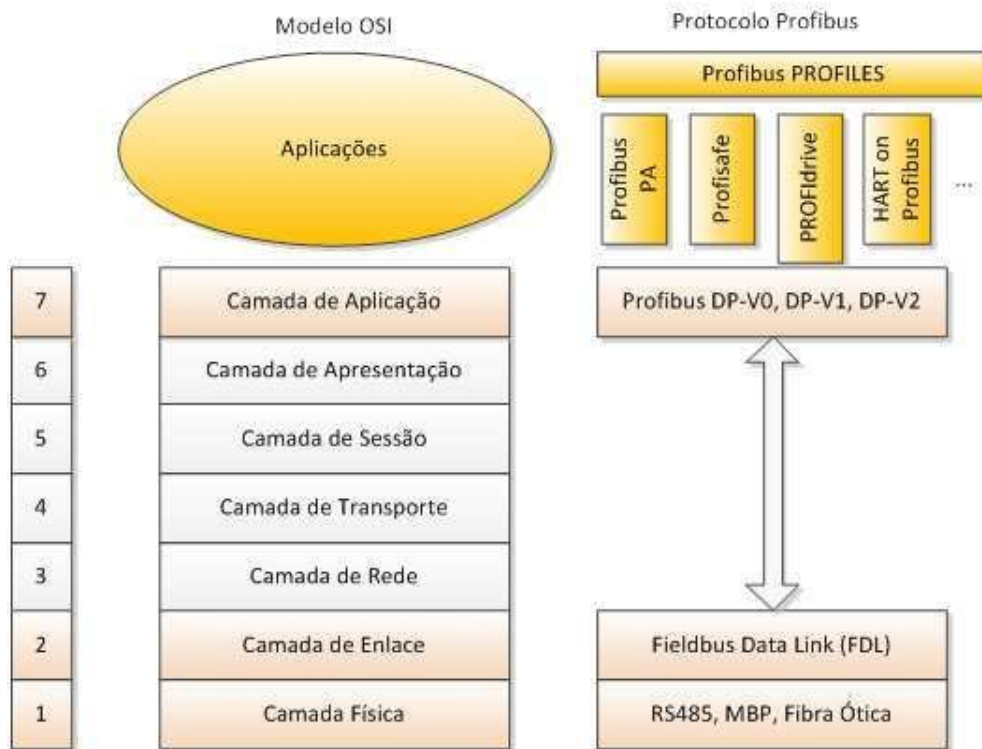 Modelo OSI
Protocolo Profibus
Aplicações
Profibus PROFILES
Profibus
PA
Profisafe
PROFIdrive
HART on
Profibus
...
7
Camada de Aplicação
Profibus DP-V0, DP-V1, DP-V2
6
Camada de Apresentação
5
Camada de Sessão
4
Camada de Transporte
3
Camada de Rede
2
Camada de Enlace
Fieldbus Data Link (FDL)
1
Camada Física
RS485, MBP, Fibra Ótica